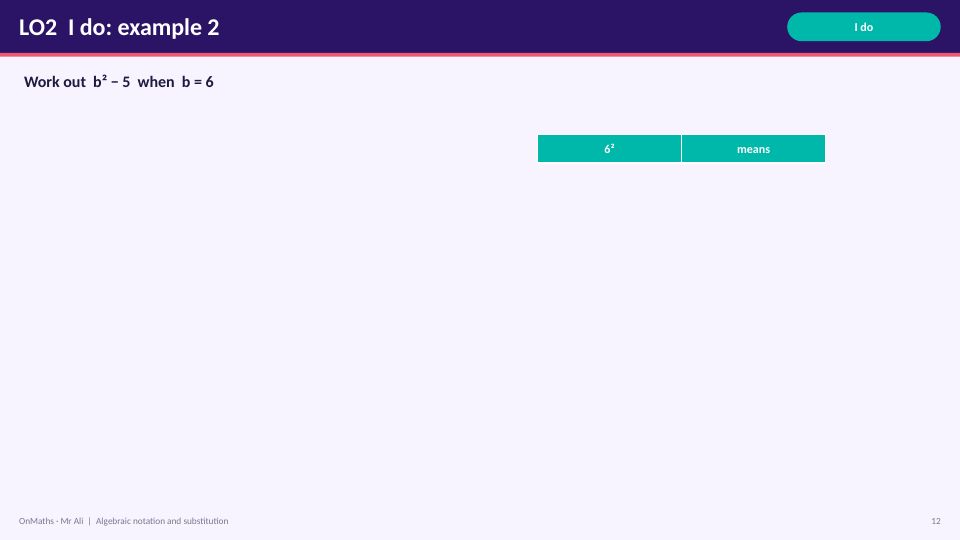 LO2 I do: example 2
I do
Work out b² − 5 when b = 6
6² means
OnMaths - Mr Ali | Algebraic notation and substitution
12